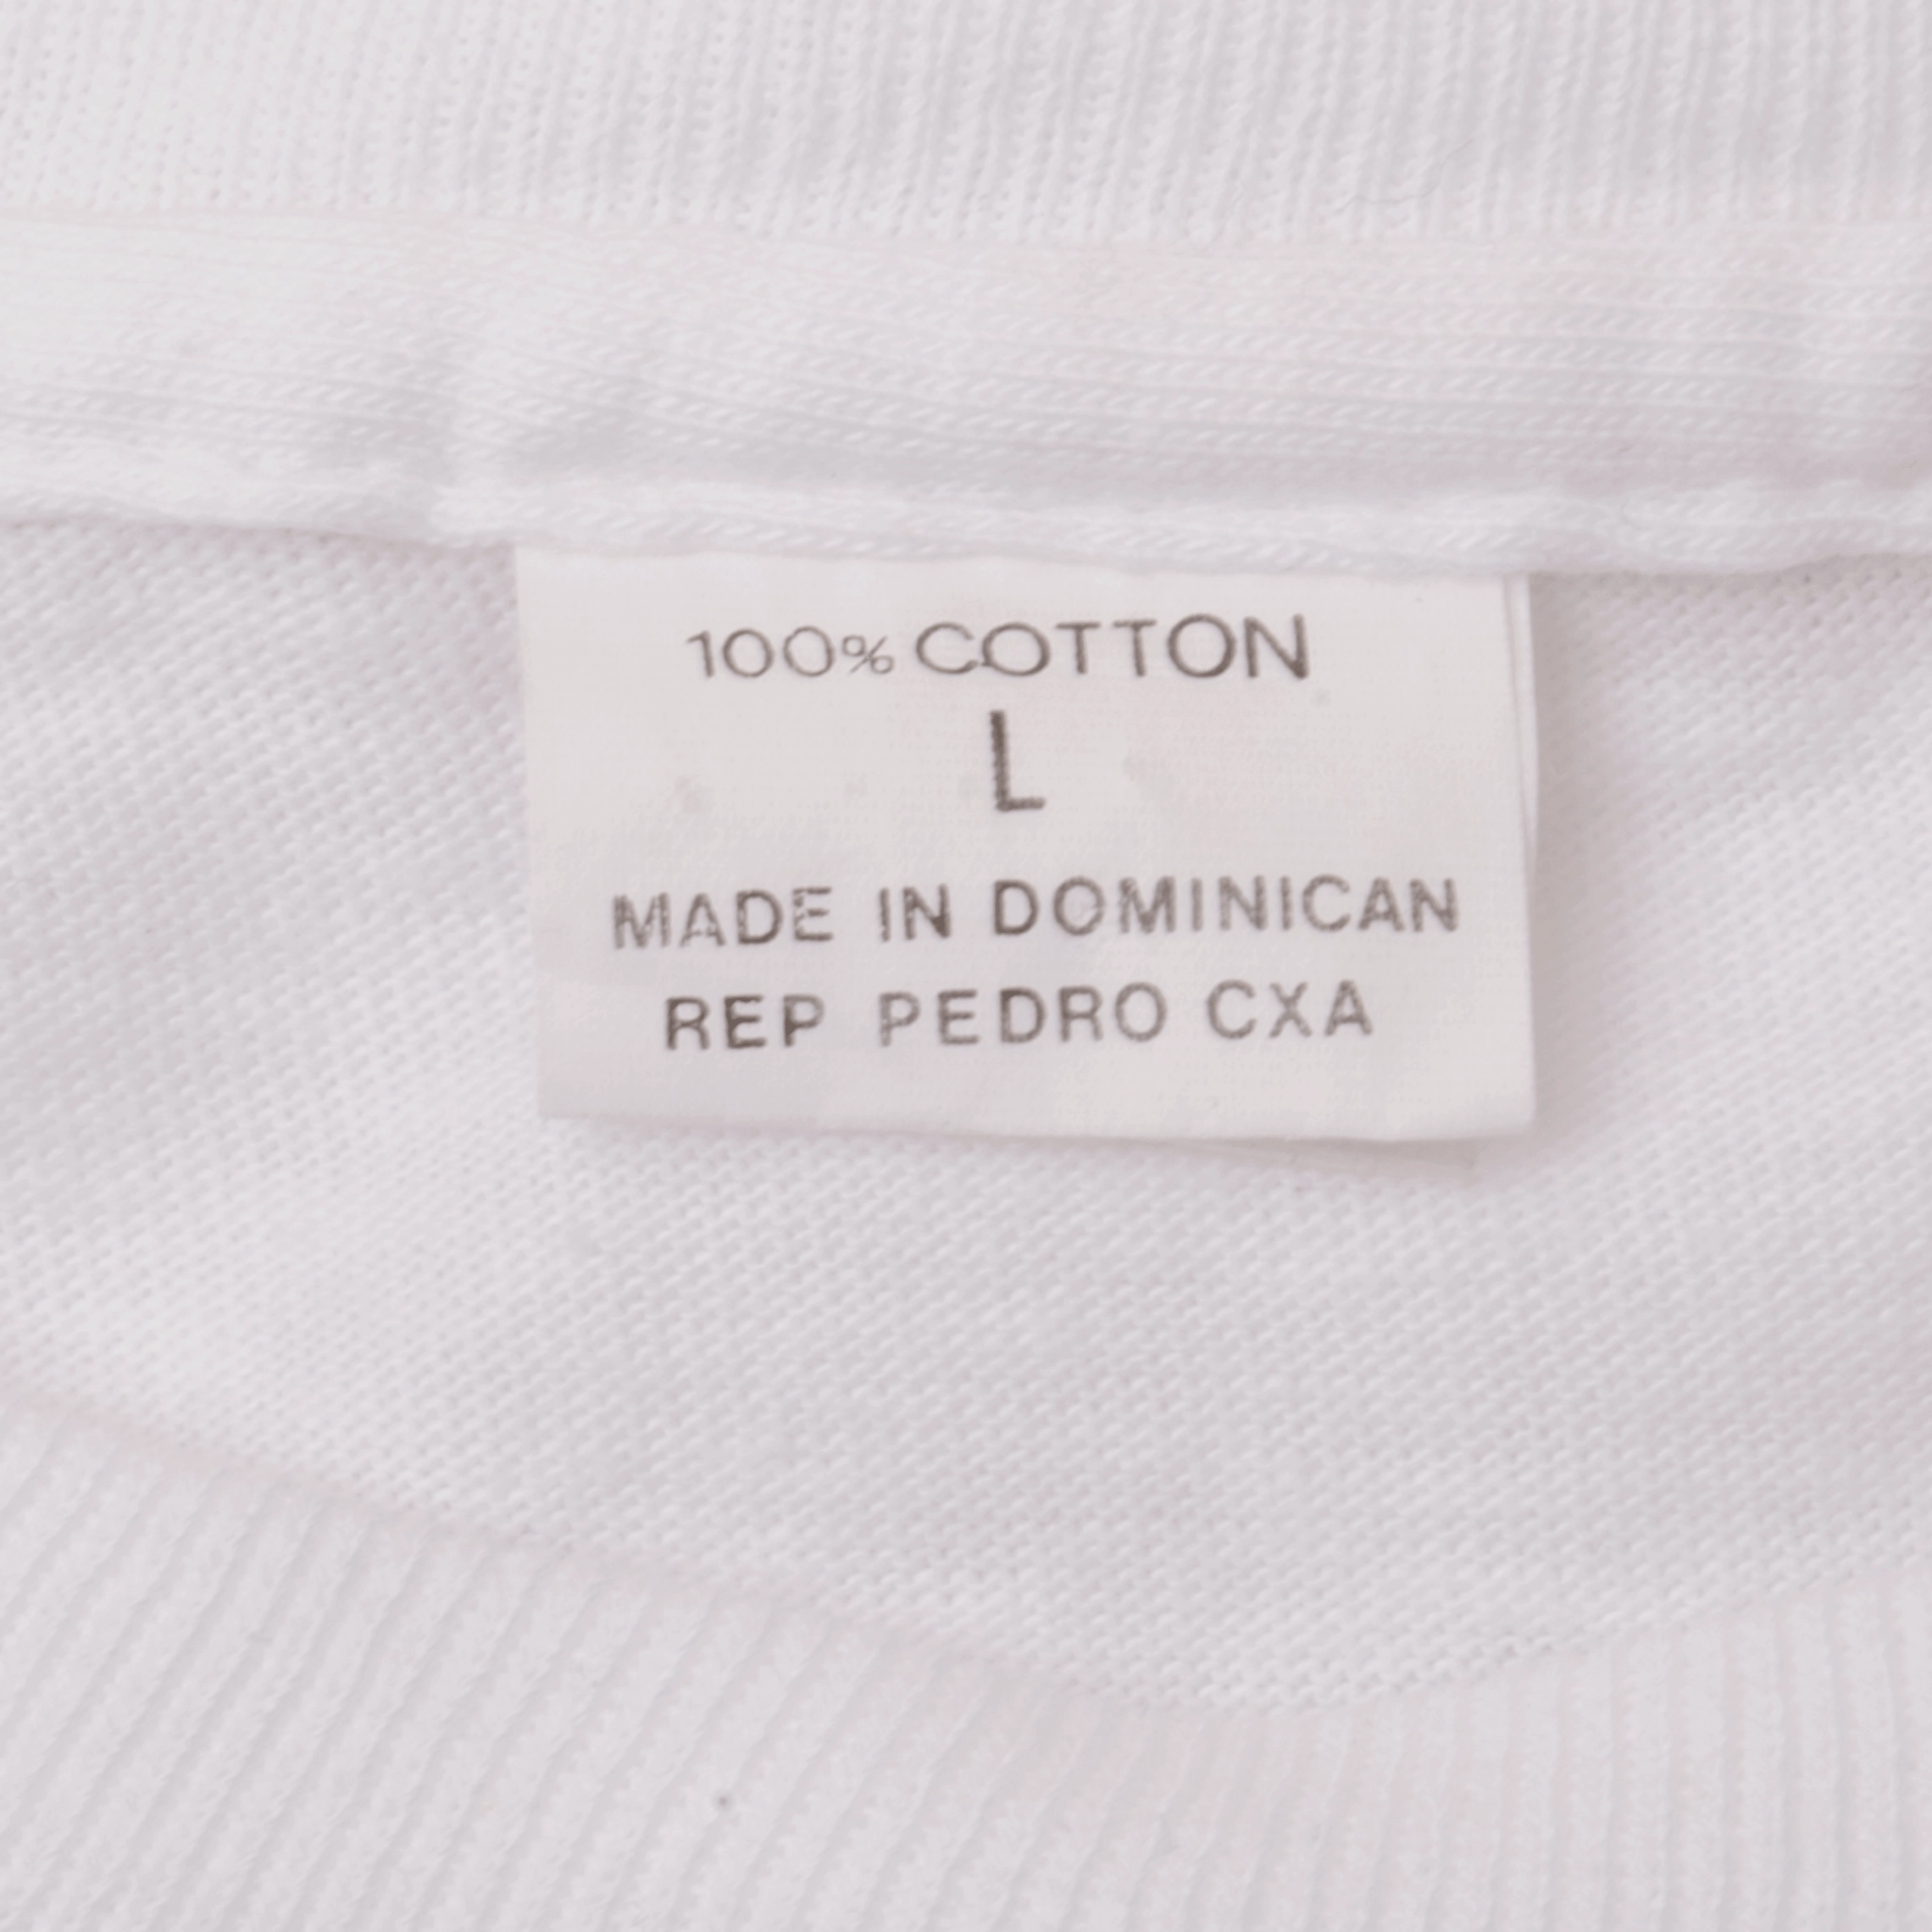 100% COTTON
L
MADE IN DOMINICAN
REP PEDRO CXA